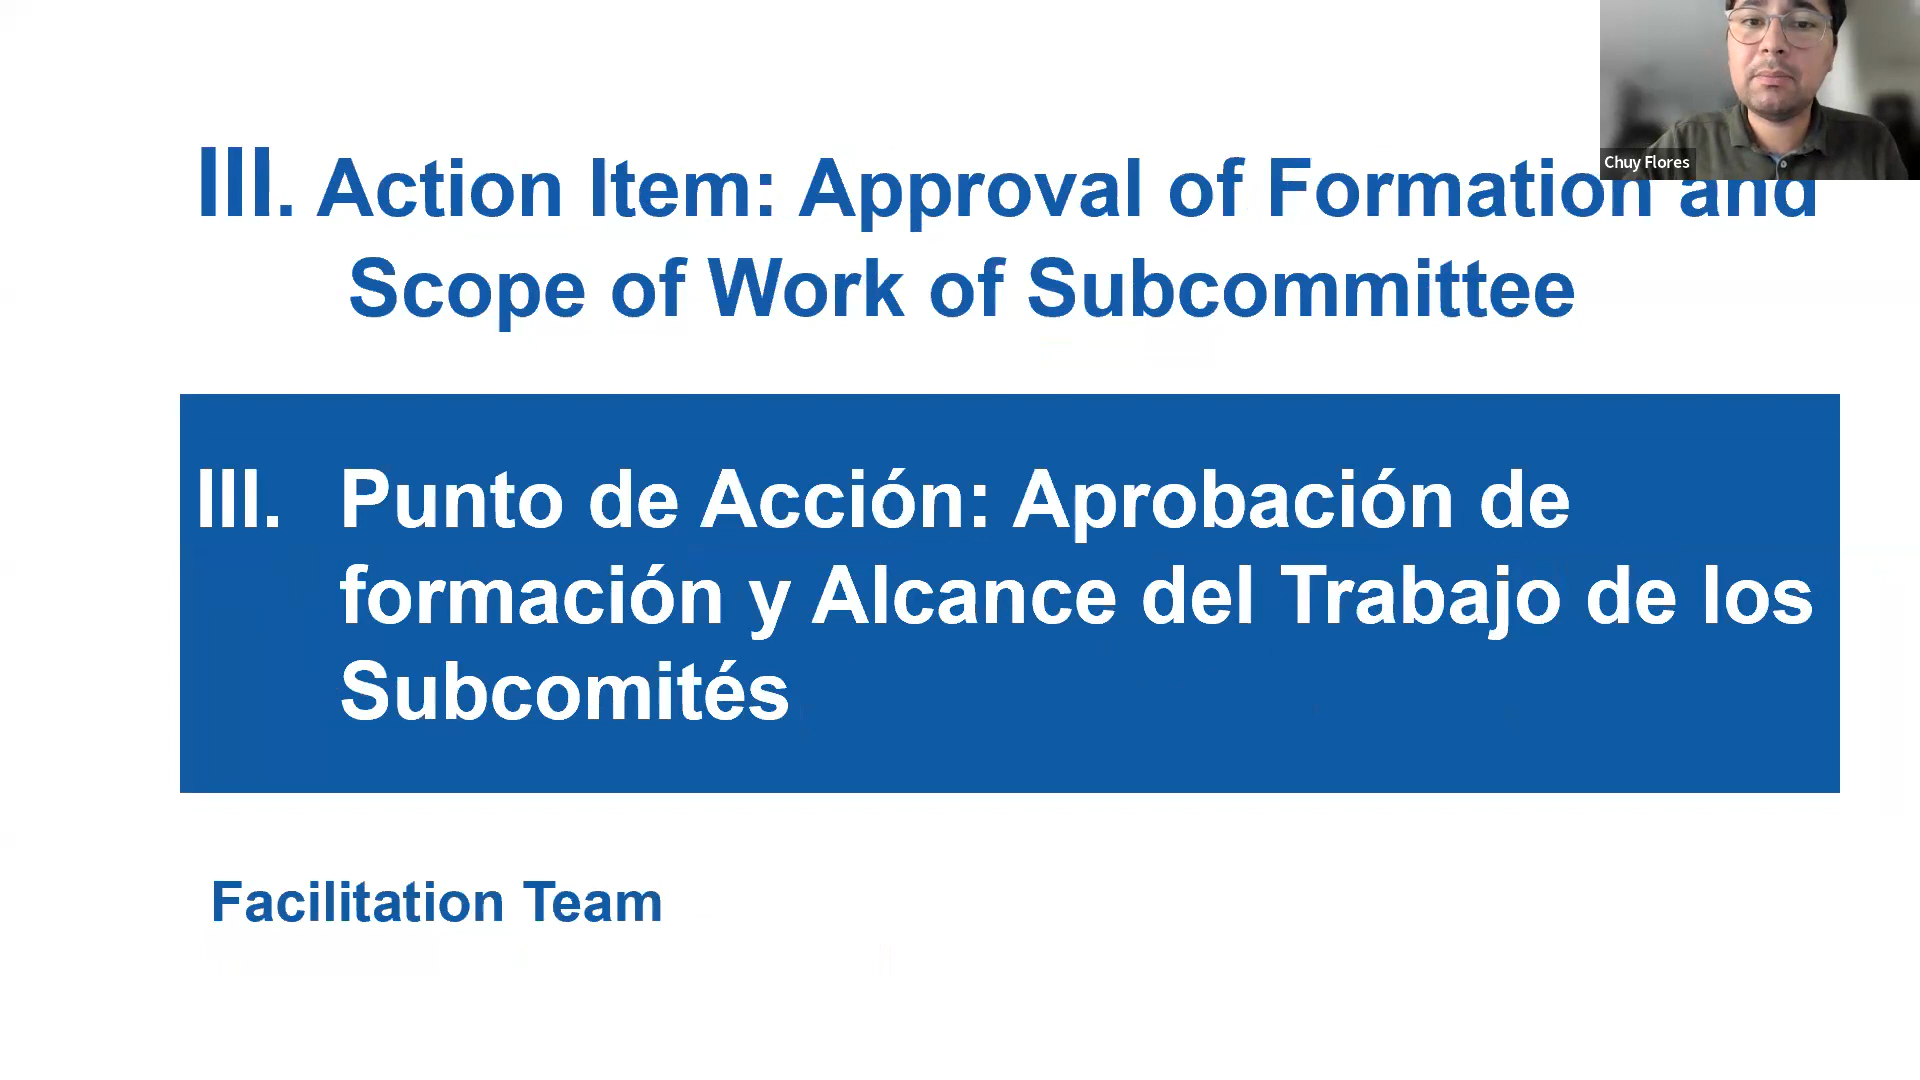 Chuy Flores
III. Action Item: Approval of Formation and
Scope of Work of Subcommittee
III. Punto de Acción: Aprobación de
formación y Alcance del Trabajo de los
Subcomités
Facilitation Team